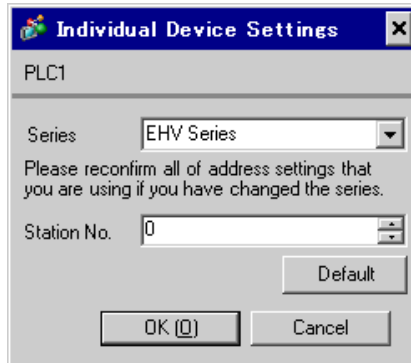 Individual Device Settings
PLC1
Series EHV Series
Please reconfirm all of address settings that
you are using if you have changed the series.
Station No. 0
Default
OK (O) Cancel